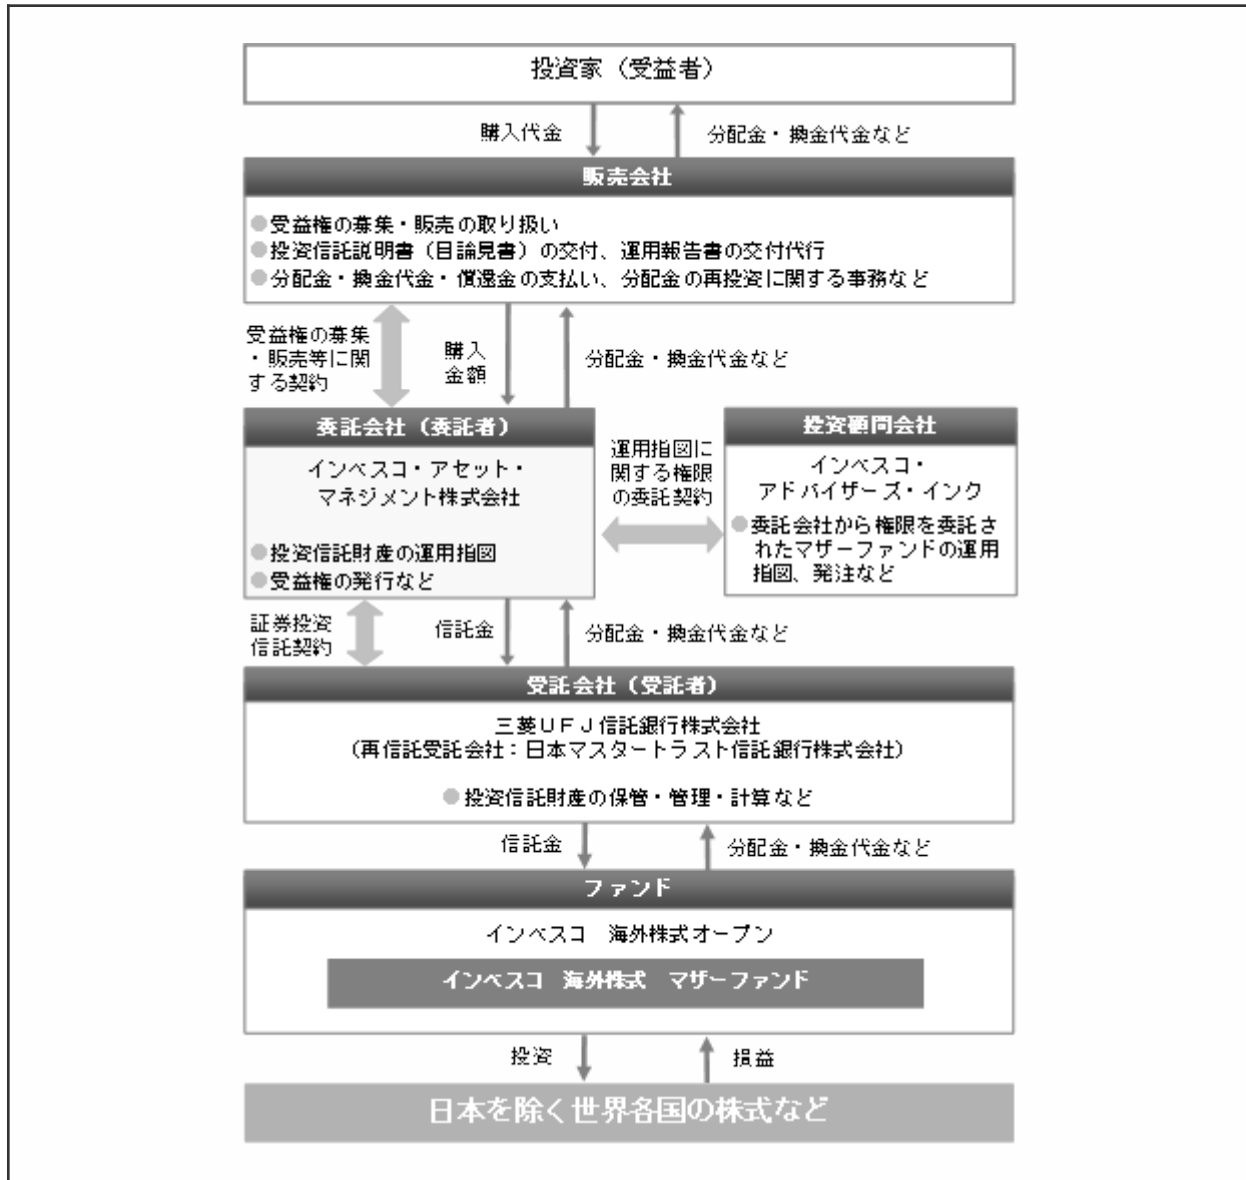 投資家（受益者）
購入代金
分配金・換金代金など
販売会社
●受益権の募集・販売の取り扱い
●投資信託説明書（目論見書）の交付、運用報告書の交付代行
●分配金・換金代金・償還金の支払い、分配金の再投資に関する事務など
受益権の募集
・販売等に関
する契約
購入
金額
分配金・換金代金など
委託会社（委託者）
インベスコ・アセット・
マネジメント株式会社
●投資信託財産の運用指図
●受益権の発行など
運用指図に
関する権限
の委託契約
投資顧問会社
インベスコ・
アドバイザーズ・インク
●委託会社から権限を委託さ
れたマザーファンドの運用
指図、発注など
証券投資
信託契約
信託金
分配金・換金代金など
受託会社（受託者）
三菱ＵＦＪ信託銀行株式会社
（再信託受託会社：日本マスタートラスト信託銀行株式会社）
●投資信託財産の保管・管理・計算など
信託金
分配金・換金代金など
ファンド
インベスコ　海外株式オープン
インベスコ　海外株式　マザーファンド
投資
損益
日本を除く世界各国の株式など